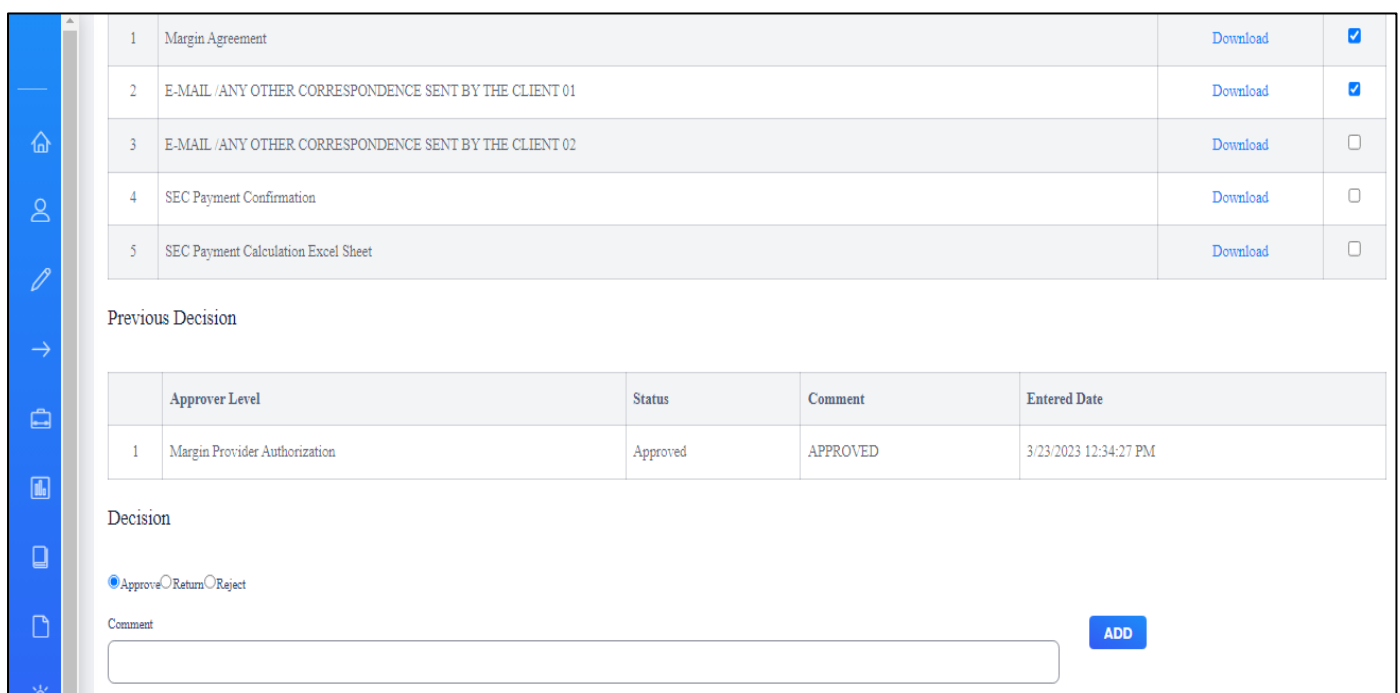 1 Margin Agreement Download
2 E-MAIL /ANY OTHER CORRESPONDENCE SENT BY THE CLIENT 01 Download
3 E-MAIL /ANY OTHER CORRESPONDENCE SENT BY THE CLIENT 02 Download
4 SEC Payment Confirmation Download
5 SEC Payment Calculation Excel Sheet Download
Previous Decision
Approver Level Status Comment Entered Date
1 Margin Provider Authorization Approved APPROVED 3/23/2023 12:34:27 PM
Decision
Approve Return Reject
Comment
ADD